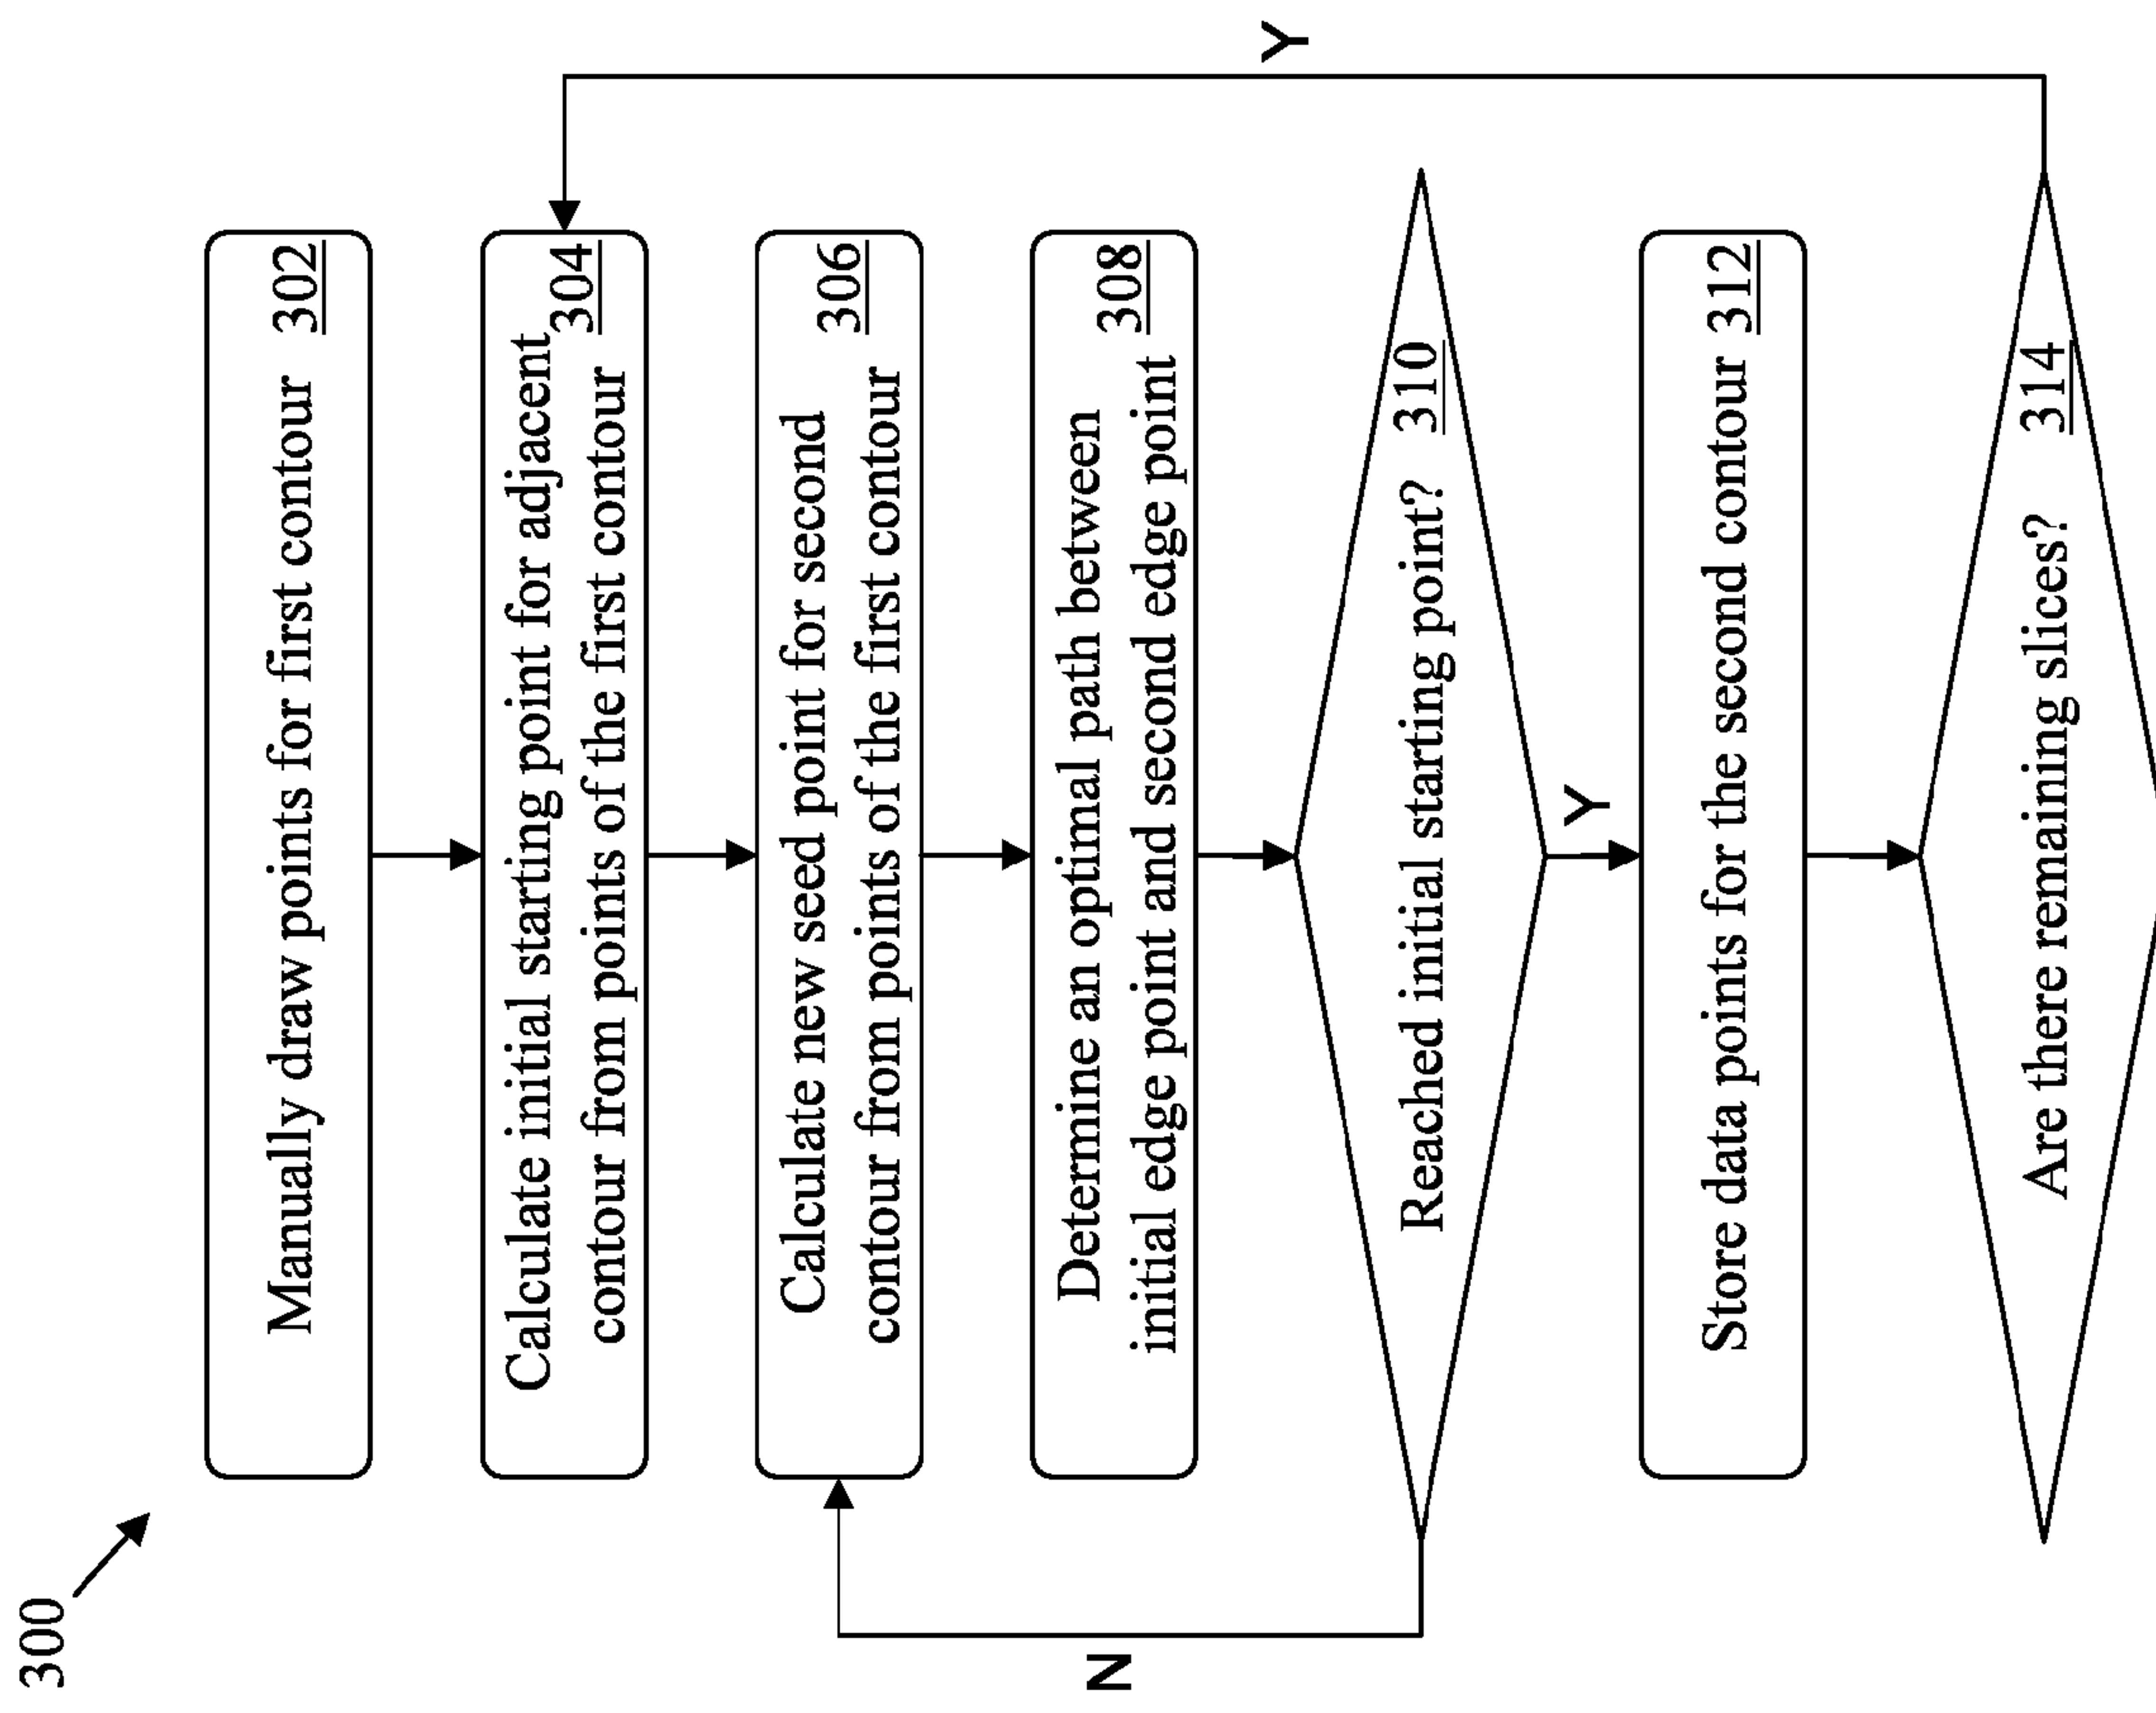 300
Manually draw points for first contour 302
Calculate initial starting point for adjacent
304
contour from points of the first contour
Calculate new seed point for second
306
contour from points of the first contour
Determine an optimal path between
308
initial edge point and second edge point
Reached initial starting point? 310
N
Y
Store data points for the second contour 312
Are there remaining slices? 314
Y